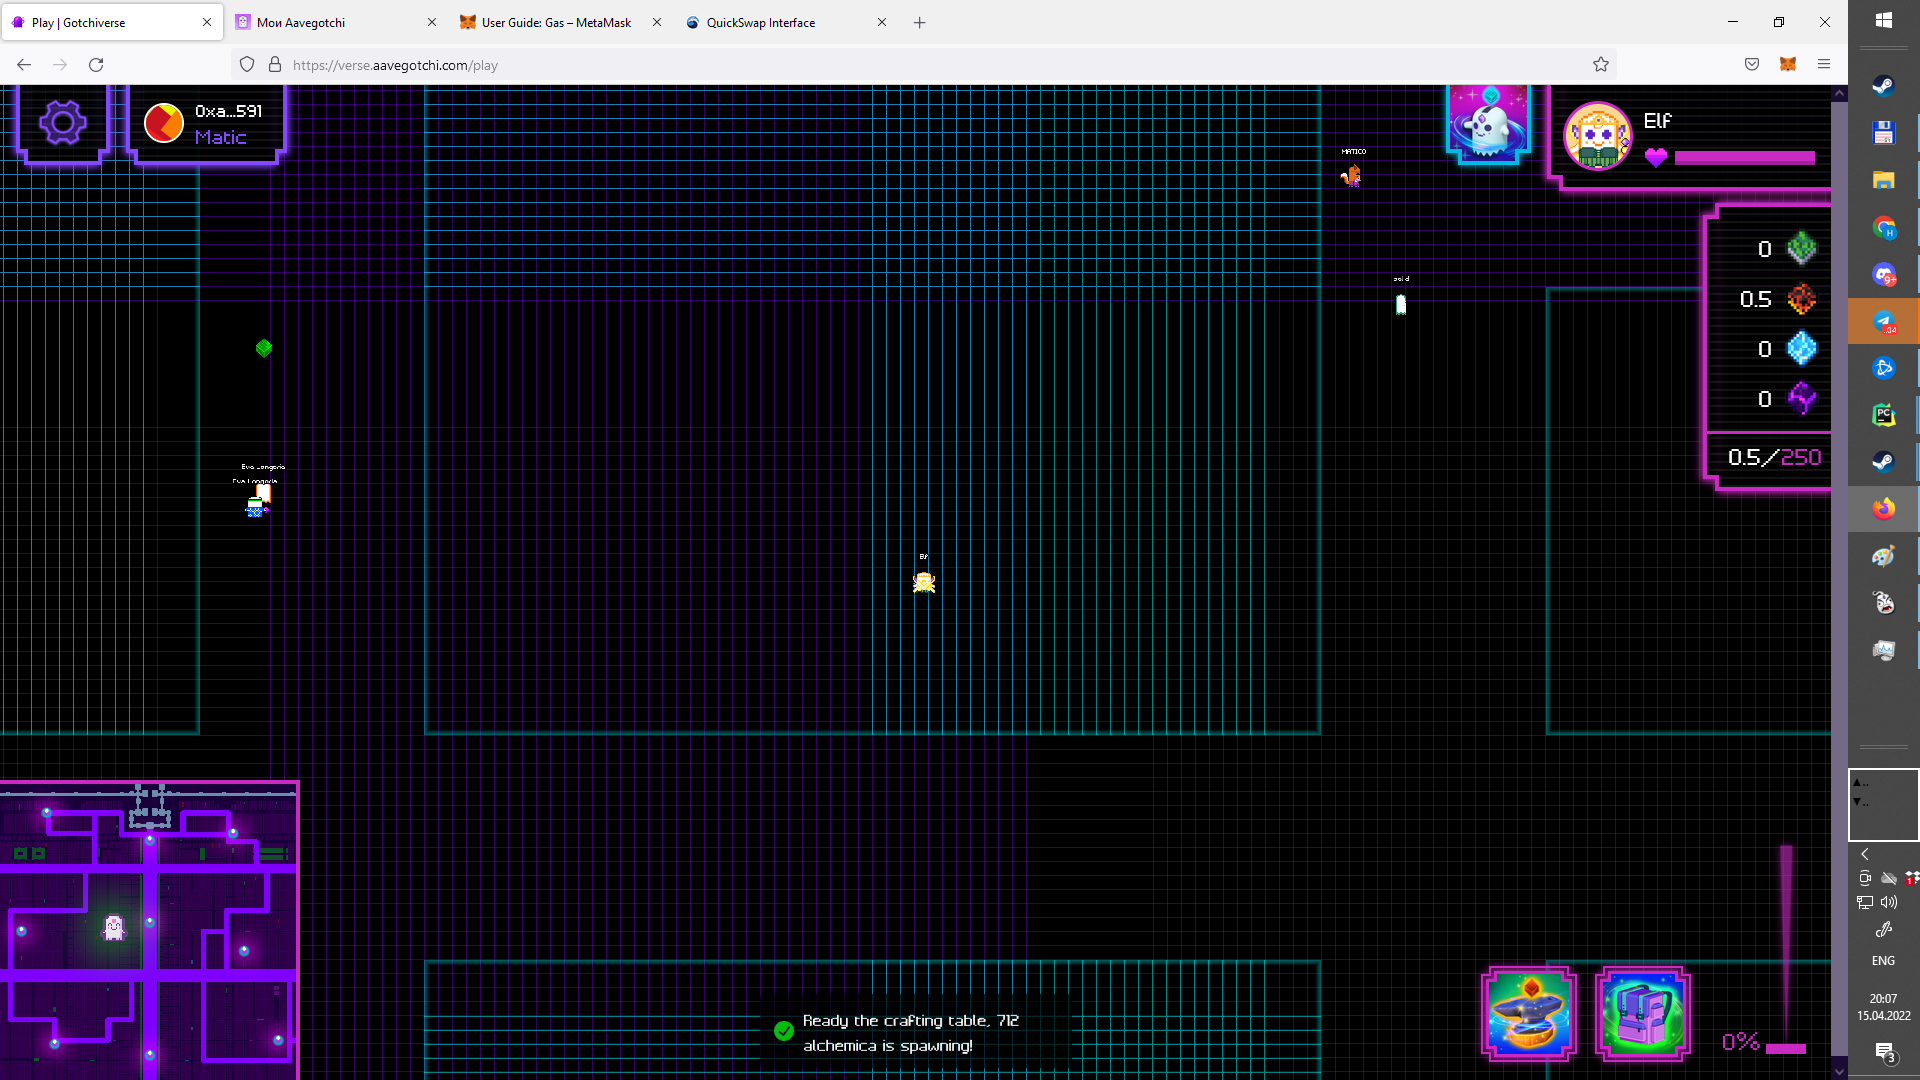 Play | Gotchiverse
Мои Aavegotchi
User Guide: Gas – MetaMask
QuickSwap Interface
https://verse.aavegotchi.com/play
0xa...591
Matic
Elf
MATICO
0
0.5
0
0
0.5/250
Eva Longoria
Eva Longoria
Elf
Ready the crafting table, 712
alchemica is spawning!
0%
ENG
20:07
15.04.2022
3